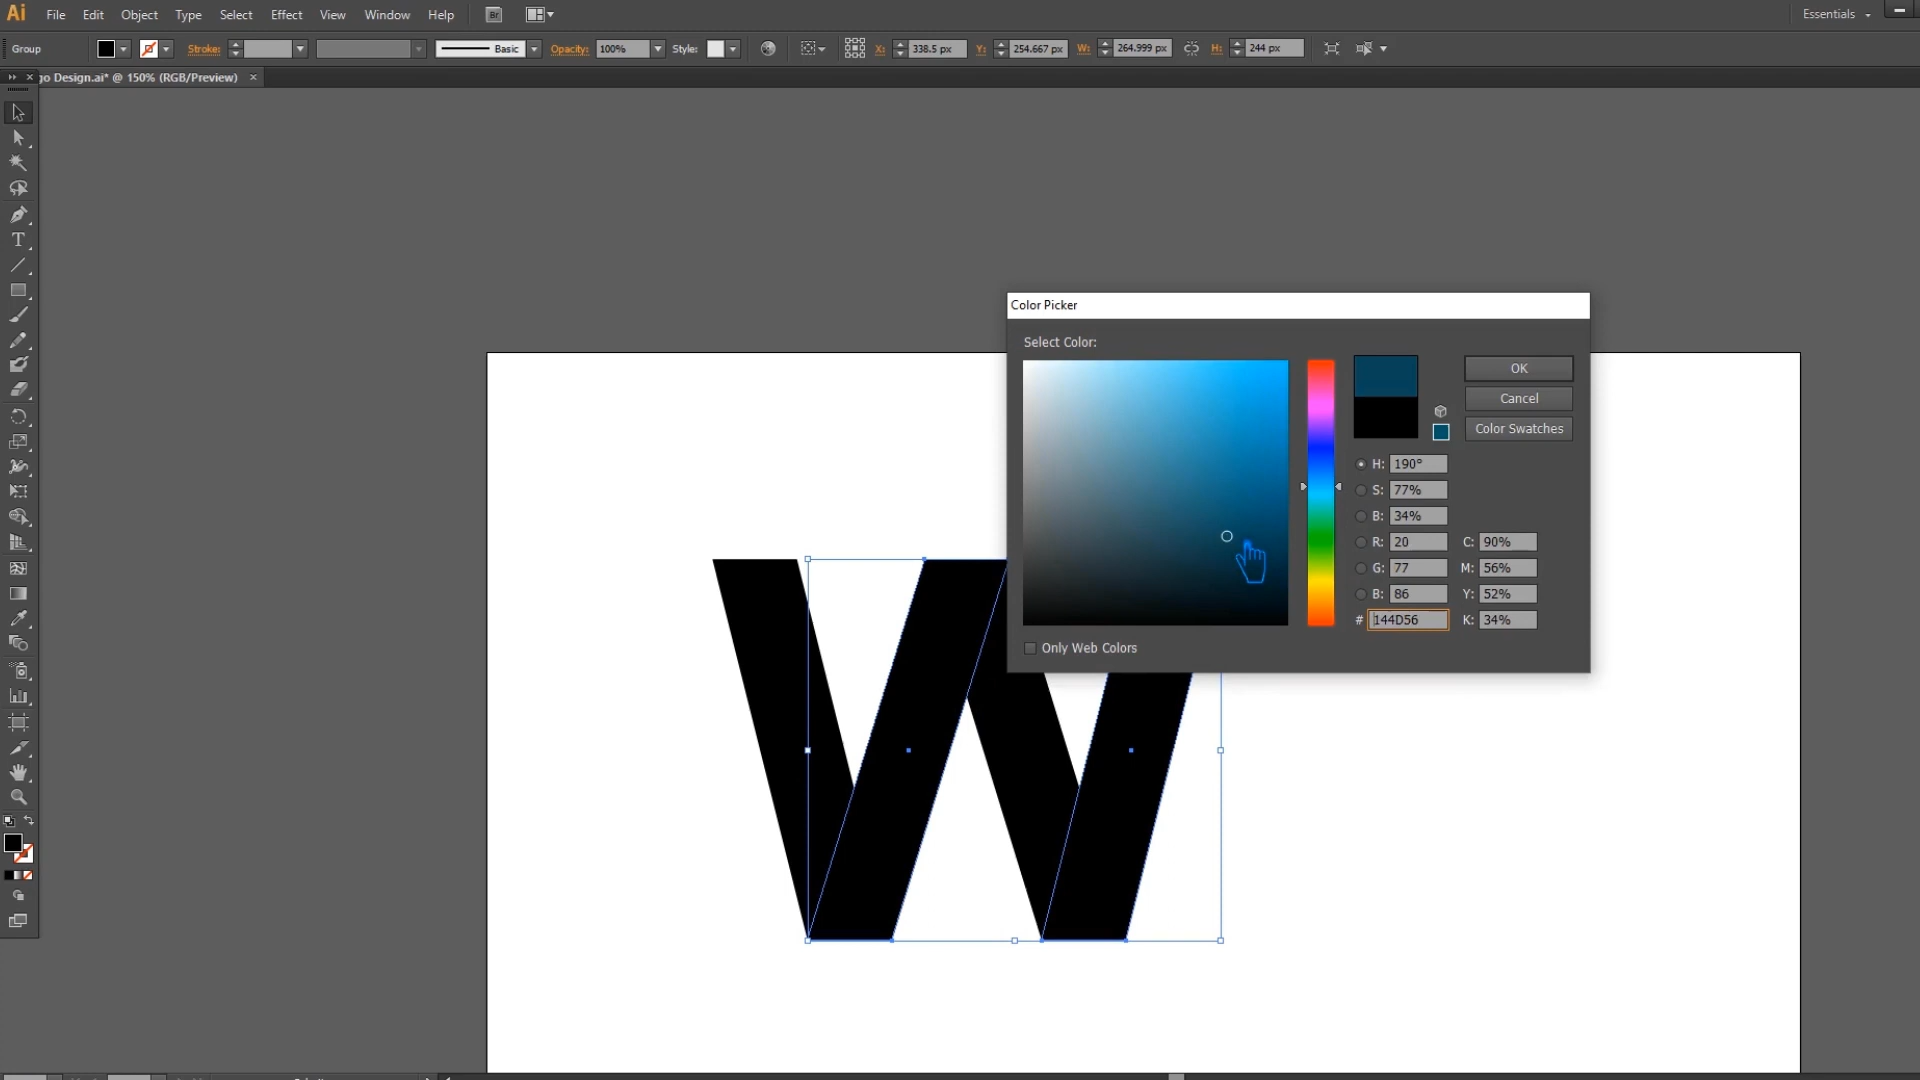 Ai File Edit Object Type Select Effect View Window Help Br Essentials
Group Stroke: Basic Opacity: 100% Style: X: 338.5 px Y: 254.667 px W: 264.999 px H: 244 px
go Design.ai* @ 150% (RGB/Preview)
T
Color Picker
Select Color:
OK
Cancel
Color Swatches
H: 190°
S: 77%
B: 34%
R: 20 C: 90%
G: 77 M: 56%
B: 86 Y: 52%
# 144D56 K: 34%
Only Web Colors
W